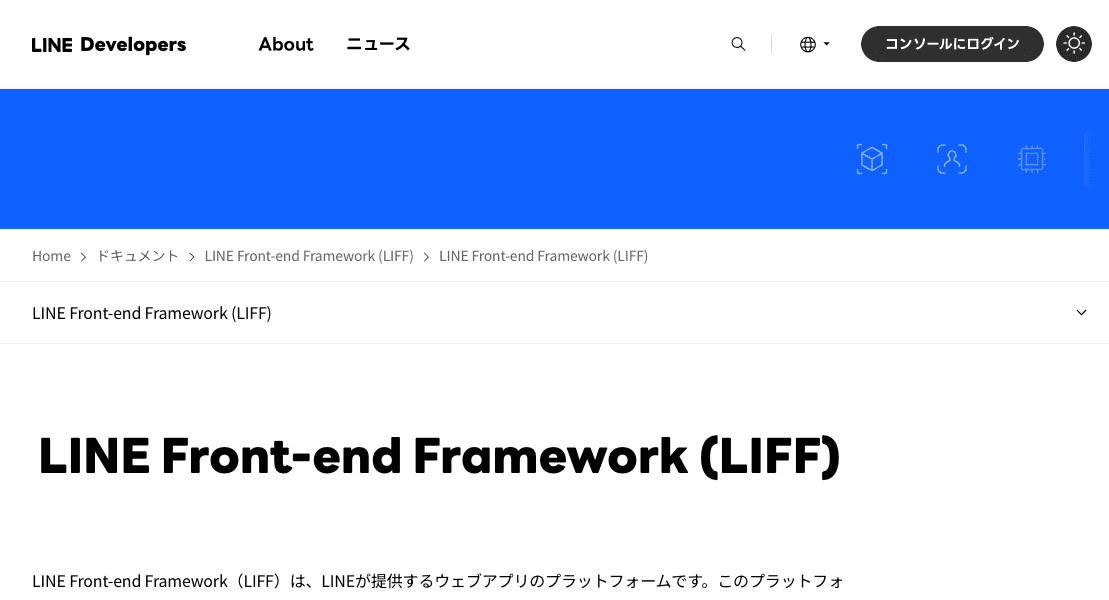 LINE Developers About ニュース コンソールにログイン
Home > ドキュメント > LINE Front-end Framework (LIFF) > LINE Front-end Framework (LIFF)
LINE Front-end Framework (LIFF)
LINE Front-end Framework (LIFF)
LINE Front-end Framework（LIFF）は、LINEが提供するウェブアプリのプラットフォームです。このプラットフォ